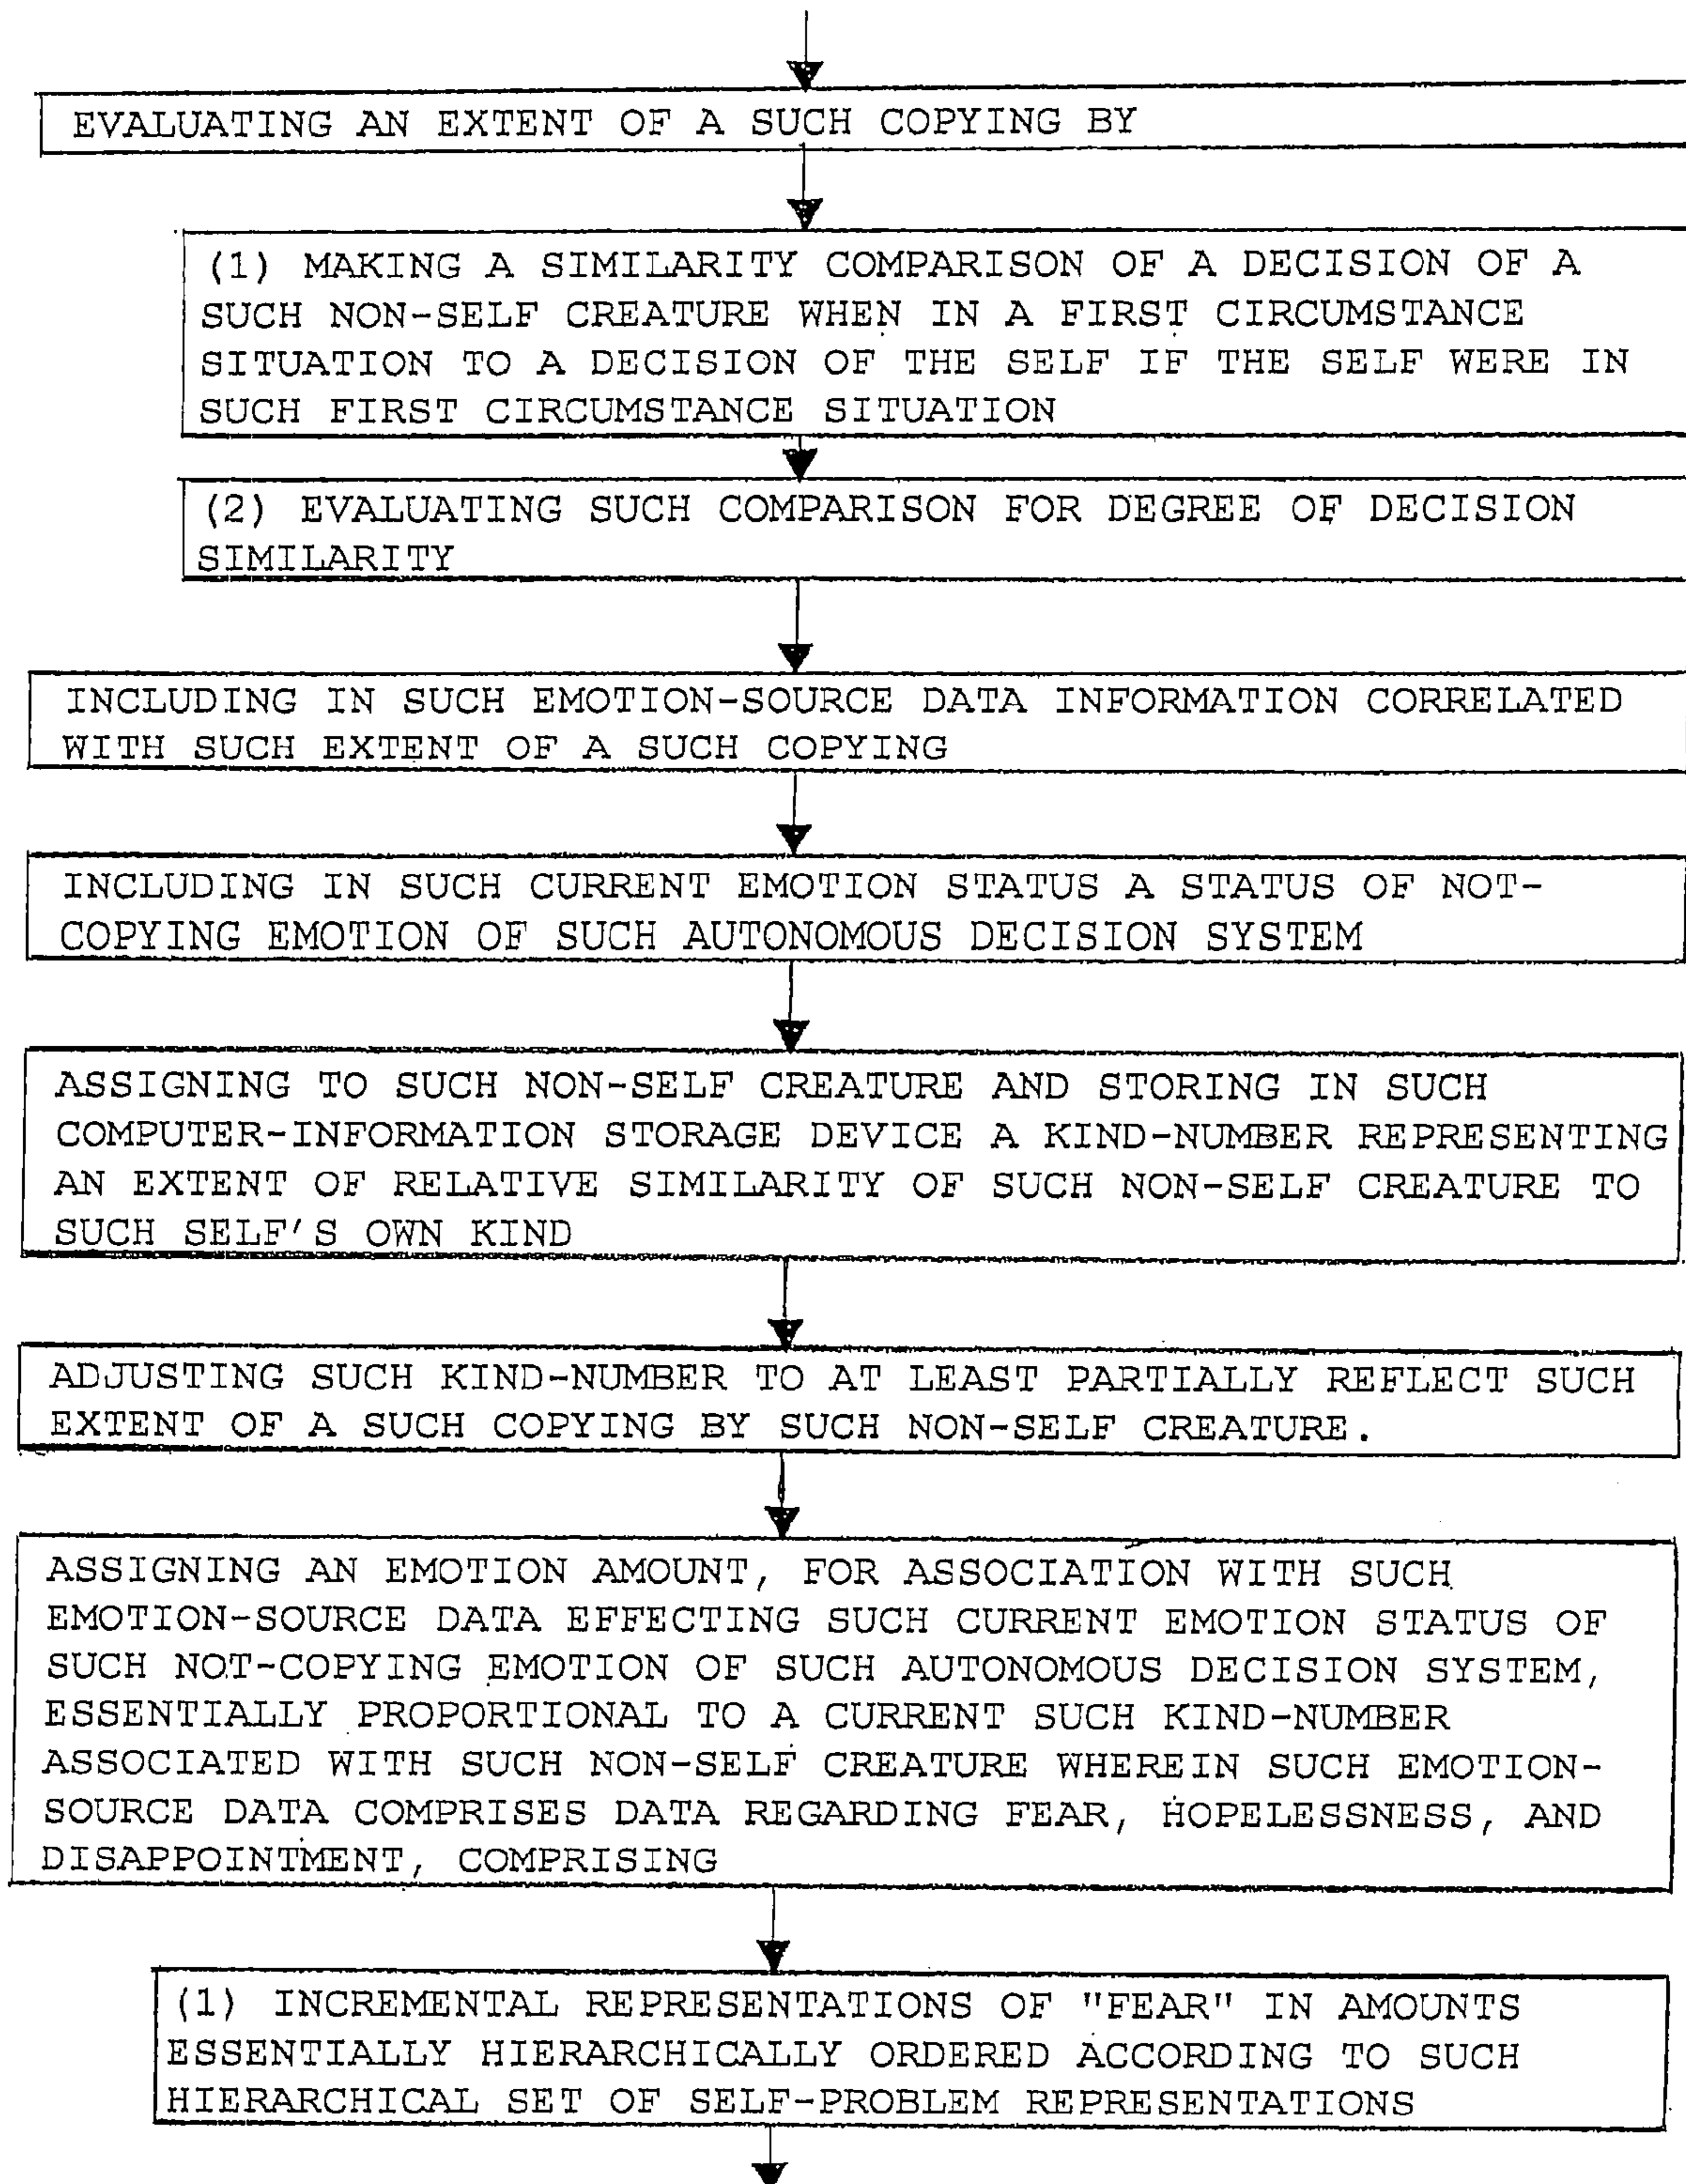 EVALUATING AN EXTENT OF A SUCH COPYING BY
(1) MAKING A SIMILARITY COMPARISON OF A DECISION OF A
SUCH NON-SELF CREATURE WHEN IN A FIRST CIRCUMSTANCE
SITUATION TO A DECISION OF THE SELF IF THE SELF WERE IN
SUCH FIRST CIRCUMSTANCE SITUATION
(2) EVALUATING SUCH COMPARISON FOR DEGREE OF DECISION
SIMILARITY
INCLUDING IN SUCH EMOTION-SOURCE DATA INFORMATION CORRELATED
WITH SUCH EXTENT OF A SUCH COPYING
INCLUDING IN SUCH CURRENT EMOTION STATUS A STATUS OF NOT-
COPYING EMOTION OF SUCH AUTONOMOUS DECISION SYSTEM
ASSIGNING TO SUCH NON-SELF CREATURE AND STORING IN SUCH
COMPUTER-INFORMATION STORAGE DEVICE A KIND-NUMBER REPRESENTING
AN EXTENT OF RELATIVE SIMILARITY OF SUCH NON-SELF CREATURE TO
SUCH SELF'S OWN KIND
ADJUSTING SUCH KIND-NUMBER TO AT LEAST PARTIALLY REFLECT SUCH
EXTENT OF A SUCH COPYING BY SUCH NON-SELF CREATURE.
ASSIGNING AN EMOTION AMOUNT, FOR ASSOCIATION WITH SUCH
EMOTION-SOURCE DATA EFFECTING SUCH CURRENT EMOTION STATUS OF
SUCH NOT-COPYING EMOTION OF SUCH AUTONOMOUS DECISION SYSTEM,
ESSENTIALLY PROPORTIONAL TO A CURRENT SUCH KIND-NUMBER
ASSOCIATED WITH SUCH NON-SELF CREATURE WHEREIN SUCH EMOTION-
SOURCE DATA COMPRISES DATA REGARDING FEAR, HOPELESSNESS, AND
DISAPPOINTMENT, COMPRISING
(1) INCREMENTAL REPRESENTATIONS OF "FEAR" IN AMOUNTS
ESSENTIALLY HIERARCHICALLY ORDERED ACCORDING TO SUCH
HIERARCHICAL SET OF SELF-PROBLEM REPRESENTATIONS